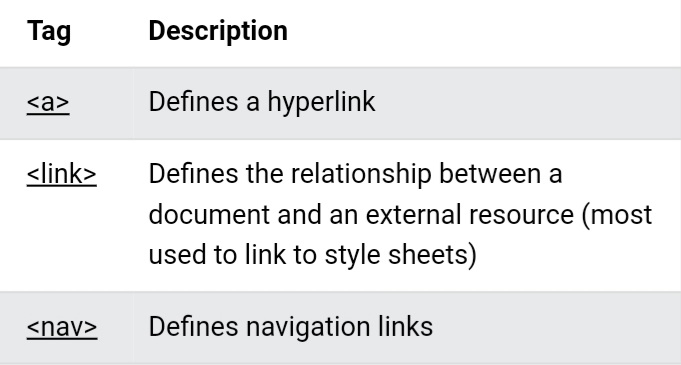 Tag Description
<a> Defines a hyperlink
<link> Defines the relationship between a
document and an external resource (most
used to link to style sheets)
<nav> Defines navigation links